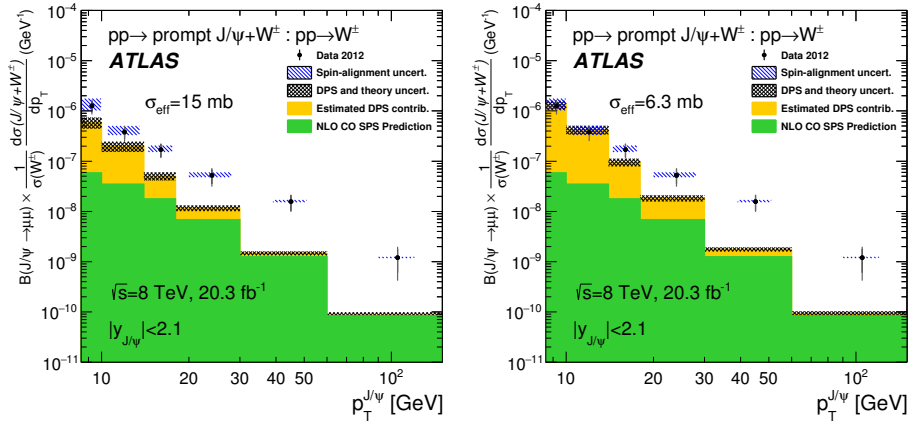 pp→ prompt J/ψ+W± : pp→W±
ATLAS
Data 2012
Spin-alignment uncert.
DPS and theory uncert.
Estimated DPS contrib.
NLO CO SPS Prediction
σeff=15 mb
√s=8 TeV, 20.3 fb⁻¹
|yJ/ψ|<2.1
B(J/ψ→μμ) × 1/σ(W±) dσ(J/ψ+W±)/dpT (GeV⁻¹)
10⁻⁴
10⁻⁵
10⁻⁶
10⁻⁷
10⁻⁸
10⁻⁹
10⁻¹⁰
10⁻¹¹
10 20 30 40 50 10²
pTJ/ψ [GeV]
pp→ prompt J/ψ+W± : pp→W±
ATLAS
Data 2012
Spin-alignment uncert.
DPS and theory uncert.
Estimated DPS contrib.
NLO CO SPS Prediction
σeff=6.3 mb
√s=8 TeV, 20.3 fb⁻¹
|yJ/ψ|<2.1
B(J/ψ→μμ) × 1/σ(W±) dσ(J/ψ+W±)/dpT (GeV⁻¹)
10⁻⁴
10⁻⁵
10⁻⁶
10⁻⁷
10⁻⁸
10⁻⁹
10⁻¹⁰
10⁻¹¹
10 20 30 40 50 10²
pTJ/ψ [GeV]